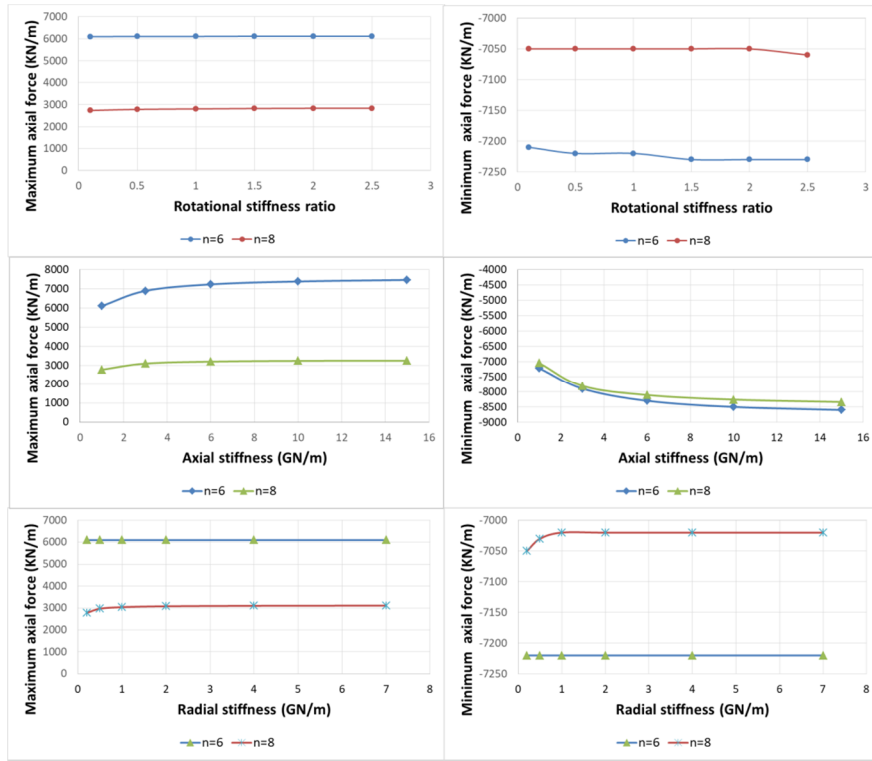 Maximum axial force (KN/m)
7000
6000
5000
4000
3000
2000
1000
0
0 0.5 1 1.5 2 2.5 3
Rotational stiffness ratio
n=6 n=8
Minimum axial force (KN/m)
-7000
-7050
-7100
-7150
-7200
-7250
0 0.5 1 1.5 2 2.5 3
Rotational stiffness ratio
n=6 n=8
Maximum axial force (KN/m)
8000
7000
6000
5000
4000
3000
2000
1000
0
0 2 4 6 8 10 12 14 16
Axial stiffness (GN/m)
n=6 n=8
Minimum axial force (KN/m)
-4000
-4500
-5000
-5500
-6000
-6500
-7000
-7500
-8000
-8500
-9000
0 2 4 6 8 10 12 14 16
Axial stiffness (GN/m)
n=6 n=8
Maximum axial force (KN/m)
7000
6000
5000
4000
3000
2000
1000
0
0 1 2 3 4 5 6 7 8
Radial stiffness (GN/m)
n=6 n=8
Minimum axial force (KN/m)
-7000
-7050
-7100
-7150
-7200
-7250
0 1 2 3 4 5 6 7 8
Radial stiffness (GN/m)
n=6 n=8